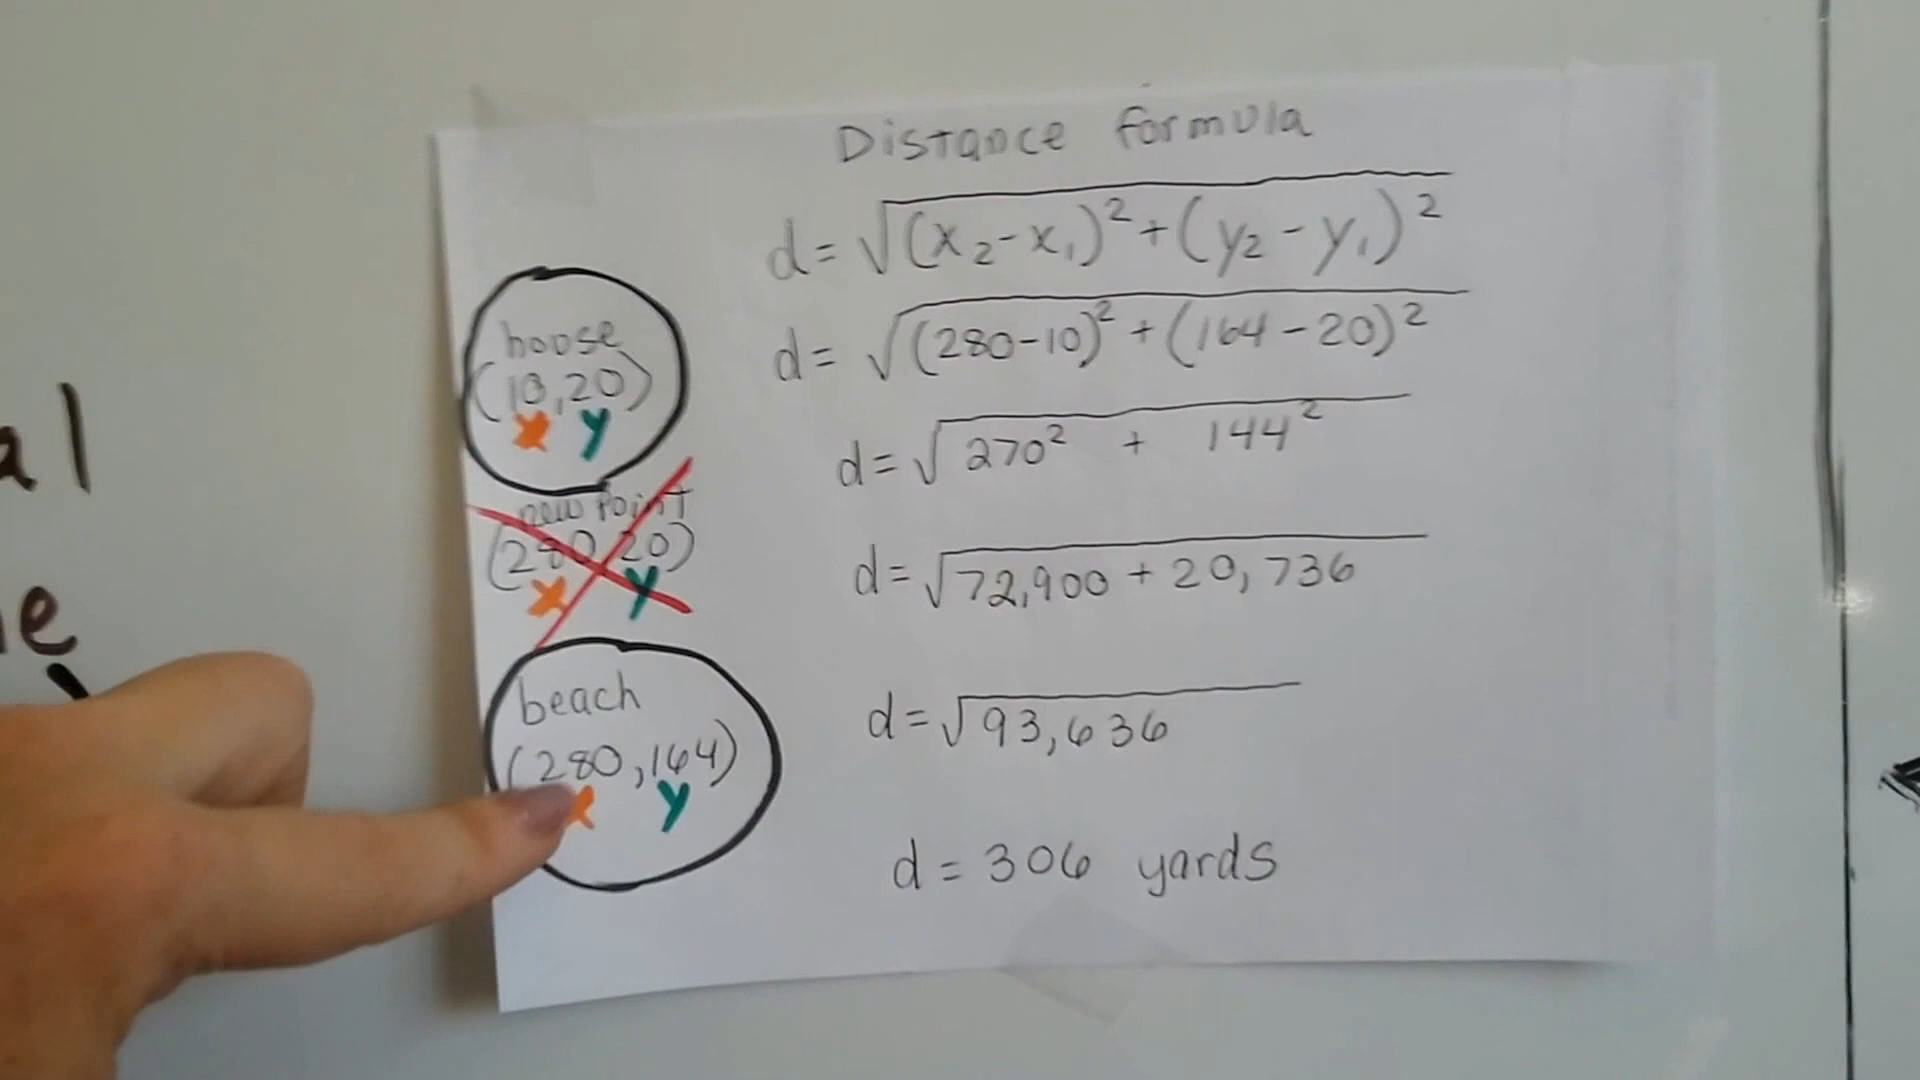 al
e
Distance formula
d = √(x₂-x₁)² + (y₂-y₁)²
house
(10,20)
x y
d = √(280-10)² + (164-20)²
d = √270² + 144²
new point
(280,20)
x y
d = √72,900 + 20,736
beach
(280,164)
x y
d = √93,636
d = 306 yards